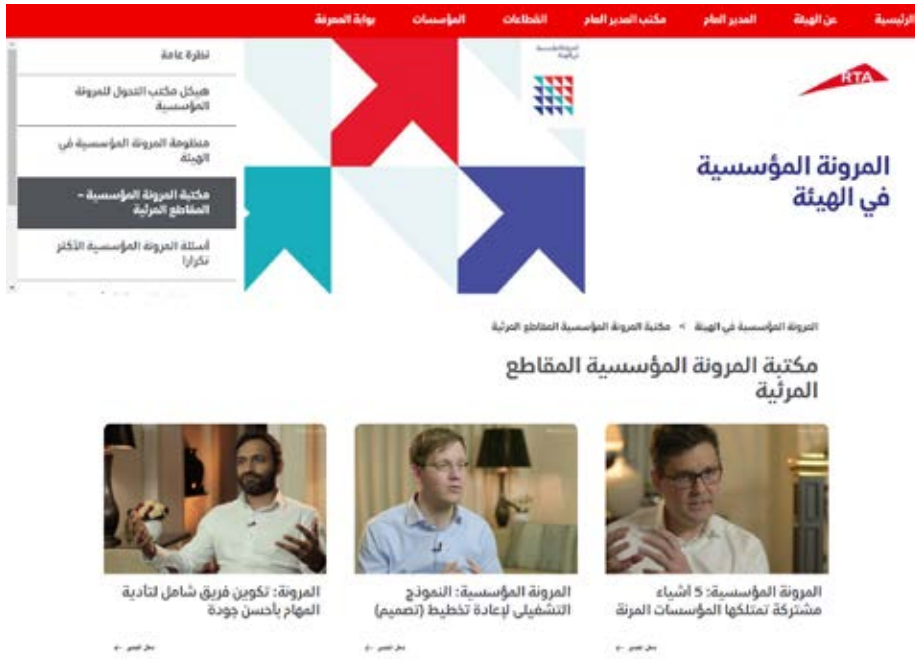 الرئيسية
عن الهيئة
المدير العام
مكتب المدير العام
القطاعات
المؤسسات
بوابة المعرفة
RTA
المرونة المؤسسية
في الهيئة
المرونة المؤسسية
في الهيئة
نظرة عامة
هيكل مكتب التحول للمرونة
المؤسسية
منظومة المرونة المؤسسية في
الهيئة
مكتبة المرونة المؤسسية –
المقاطع المرئية
أسئلة المرونة المؤسسية الأكثر
تكرارا
المرونة المؤسسية في الهيئة > مكتبة المرونة المؤسسية المقاطع المرئية
مكتبة المرونة المؤسسية المقاطع
المرئية
المرونة المؤسسية: 5 أشياء
مشتركة تمتلكها المؤسسات المرنة
المرونة المؤسسية: النموذج
التشغيلي لإعادة تخطيط (تصميم)
المرونة: تكوين فريق شامل لتأدية
المهام بأحسن جودة